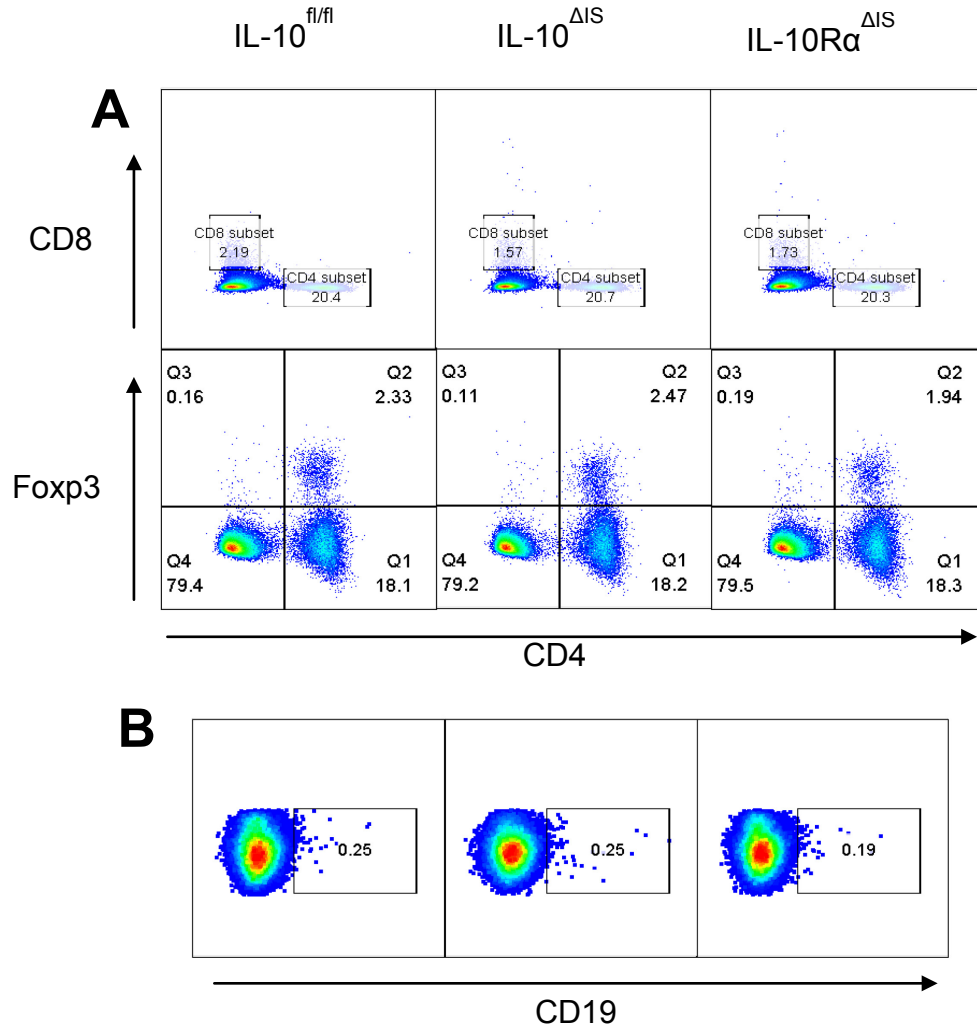 IL-10fl/fl IL-10ΔIS IL-10RαΔIS
A
CD8
CD8 subset
2.19
CD4 subset
20.4
CD8 subset
1.57
CD4 subset
20.7
CD8 subset
1.73
CD4 subset
20.3
Foxp3
Q3
0.16
Q2
2.33
Q4
79.4
Q1
18.1
Q3
0.11
Q2
2.47
Q4
79.2
Q1
18.2
Q3
0.19
Q2
1.94
Q4
79.5
Q1
18.3
CD4
B
0.25
0.25
0.19
CD19